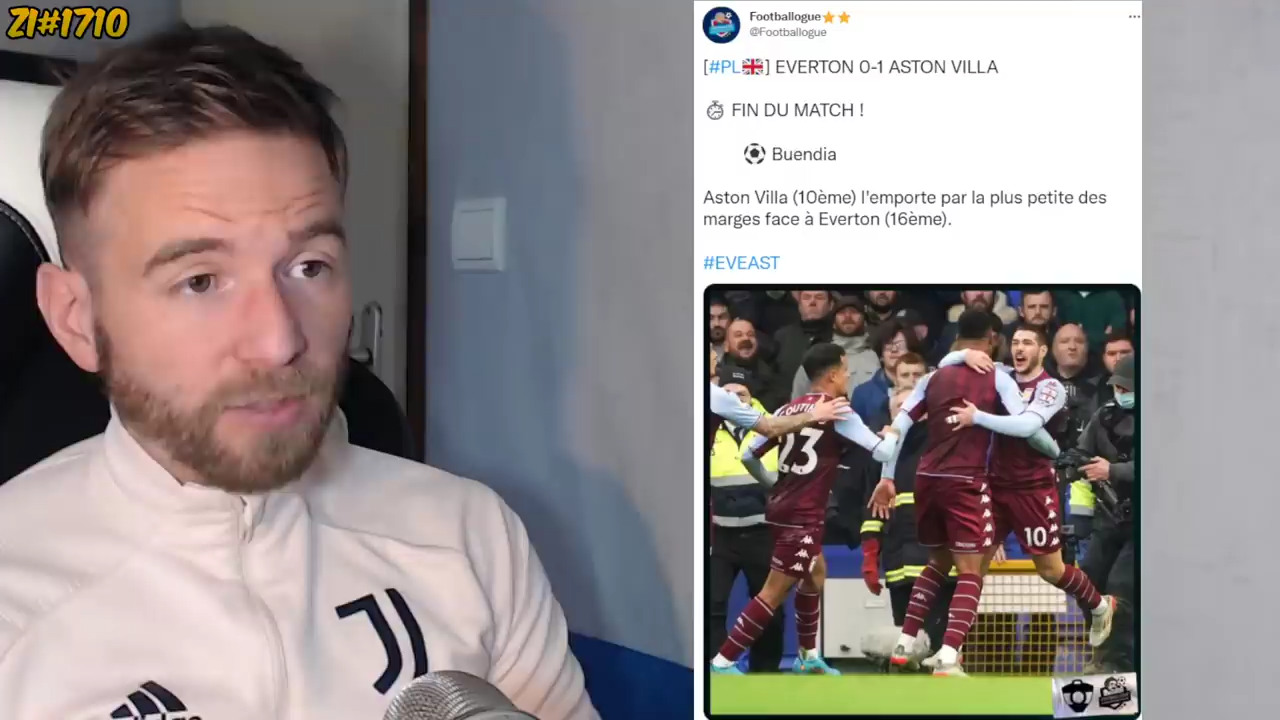 ZI#1710
Footballogue
@Footballogue
[#PL] EVERTON 0-1 ASTON VILLA
FIN DU MATCH !
Buendia
Aston Villa (10ème) l'emporte par la plus petite des
marges face à Everton (16ème).
#EVEAST
23
10